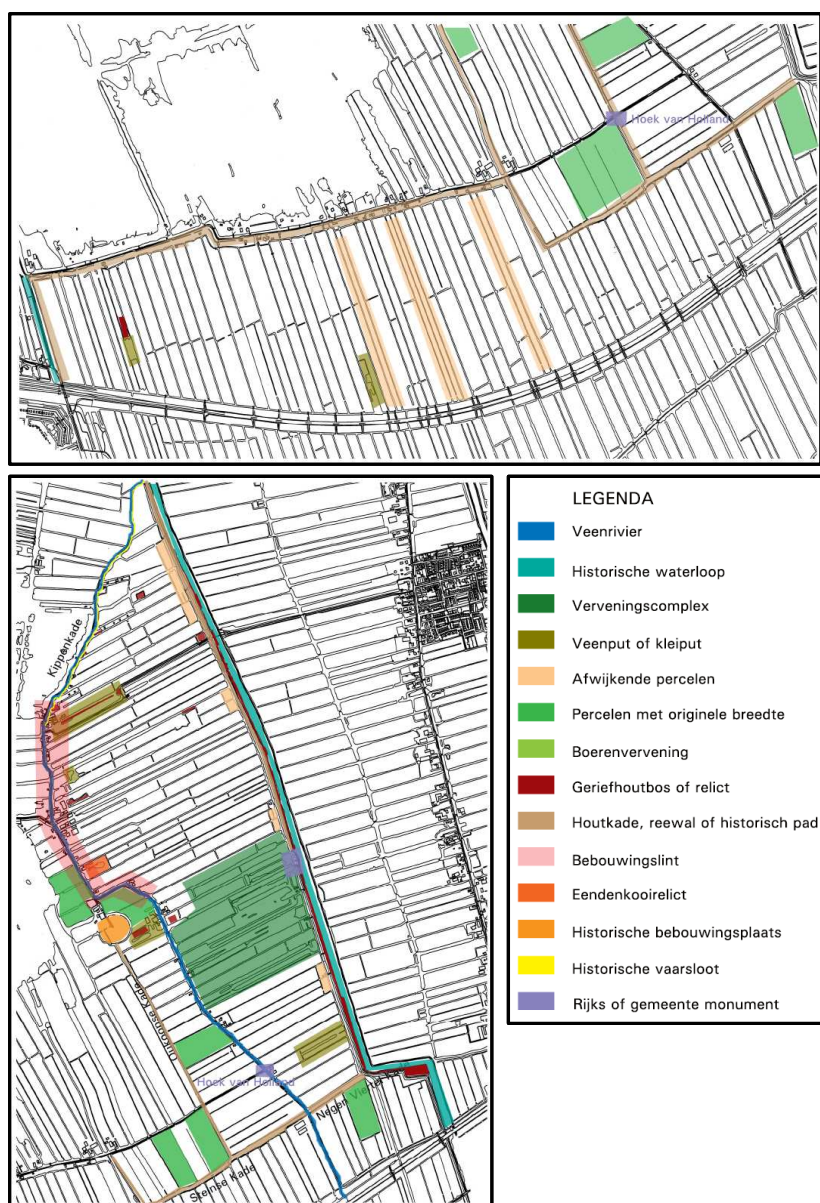 Hoek van Holland
Kippenkade
Hoek van Holland
Steinse Kade
LEGENDA
Veenrivier
Historische waterloop
Verveningscomplex
Veenput of kleiput
Afwijkende percelen
Percelen met originele breedte
Boerenvervening
Geriefhoutbos of relict
Houtkade, reewal of historisch pad
Bebouwingslint
Eendenkooirelict
Historische bebouwingsplaats
Historische vaarsloot
Rijks of gemeente monument